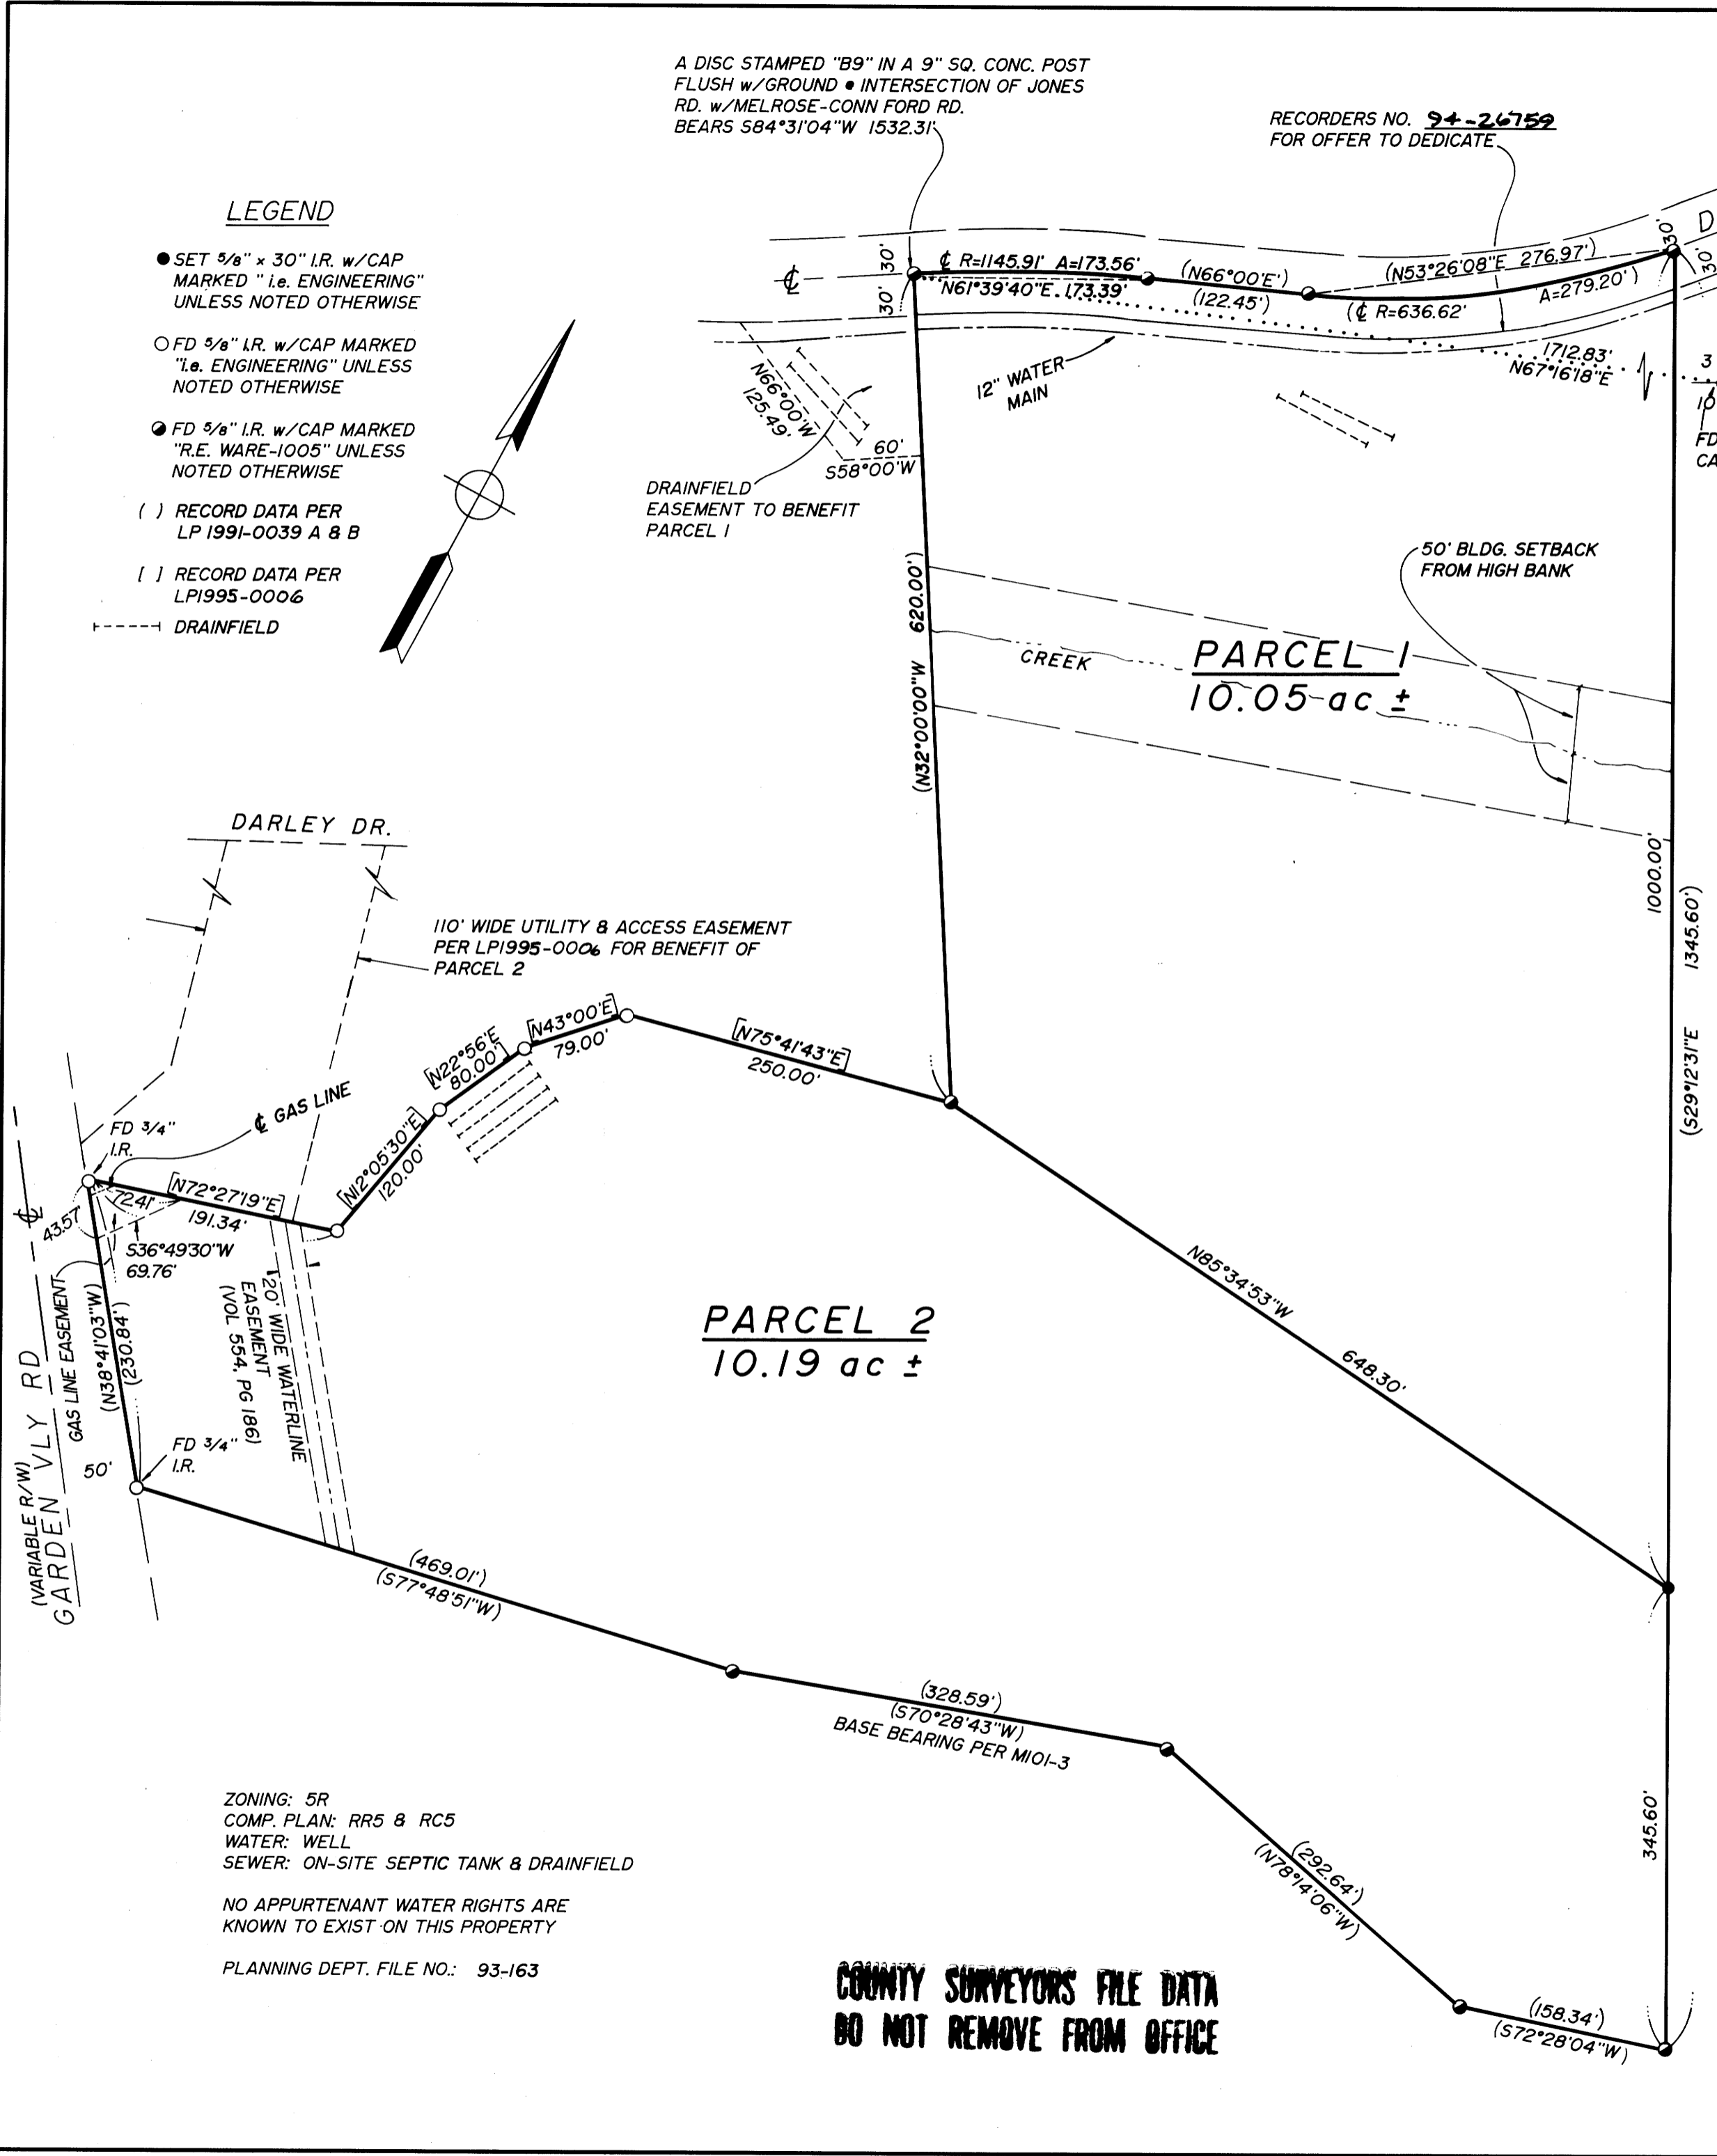 A DISC STAMPED "B9" IN A 9" SQ. CONC. POST
FLUSH w/GROUND • INTERSECTION OF JONES
RD. w/MELROSE-CONN FORD RD.
BEARS S84°31'04"W 1532.31'
RECORDERS NO. 94-26759
FOR OFFER TO DEDICATE
LEGEND
● SET 5/8" x 30" I.R. w/CAP
MARKED " i.e. ENGINEERING"
UNLESS NOTED OTHERWISE
○ FD 5/8" I.R. w/CAP MARKED
"i.e. ENGINEERING" UNLESS
NOTED OTHERWISE
FD 5/8" I.R. w/CAP MARKED
"R.E. WARE-1005" UNLESS
NOTED OTHERWISE
( ) RECORD DATA PER
LP 1991-0039 A & B
[ ] RECORD DATA PER
LP1995-0006
DRAINFIELD
℄
30'
30'
℄ R=1145.91' A=173.56'
N61°39'40"E 173.39'
(N66°00'E)
(122.45')
(N53°26'08"E 276.97')
(℄ R=636.62'
A=279.20')
30'
30'
D
1712.83'
N67°16'18"E
3
10
FD
CA
12" WATER
MAIN
N66°00'W
125.49'
60'
S58°00'W
DRAINFIELD
EASEMENT TO BENEFIT
PARCEL 1
50' BLDG. SETBACK
FROM HIGH BANK
(N32°00'00"W 620.00')
CREEK
PARCEL 1
10.05 ac ±
1000.00'
1345.60'
(S29°12'31"E
DARLEY DR.
110' WIDE UTILITY & ACCESS EASEMENT
PER LP1995-0006 FOR BENEFIT OF
PARCEL 2
[N75°41'43"E]
250.00'
[N43°00'E]
79.00'
[N22°56'E
80.00']
[N12°05'30"E]
120.00'
℄ GAS LINE
FD 3/4"
I.R.
[N72°27'19"E]
191.34'
72.41'
43.57'
S36°49'30"W
69.76'
℄
GAS LINE EASEMENT
(N38°41'03"W)
(230.84')
20' WIDE WATERLINE
EASEMENT
(VOL 554, PG 186)
(VARIABLE R/W)
GARDEN VLY RD
50'
FD 3/4"
I.R.
PARCEL 2
10.19 ac ±
N85°34'53"W
648.30'
(469.01')
(S77°48'51"W)
(328.59')
(S70°28'43"W)
BASE BEARING PER M101-3
(292.64')
(N78°14'06"W)
(158.34')
(S72°28'04"W)
345.60'
ZONING: 5R
COMP. PLAN: RR5 & RC5
WATER: WELL
SEWER: ON-SITE SEPTIC TANK & DRAINFIELD
NO APPURTENANT WATER RIGHTS ARE
KNOWN TO EXIST ON THIS PROPERTY
PLANNING DEPT. FILE NO.: 93-163
COUNTY SURVEYORS FILE DATA
DO NOT REMOVE FROM OFFICE